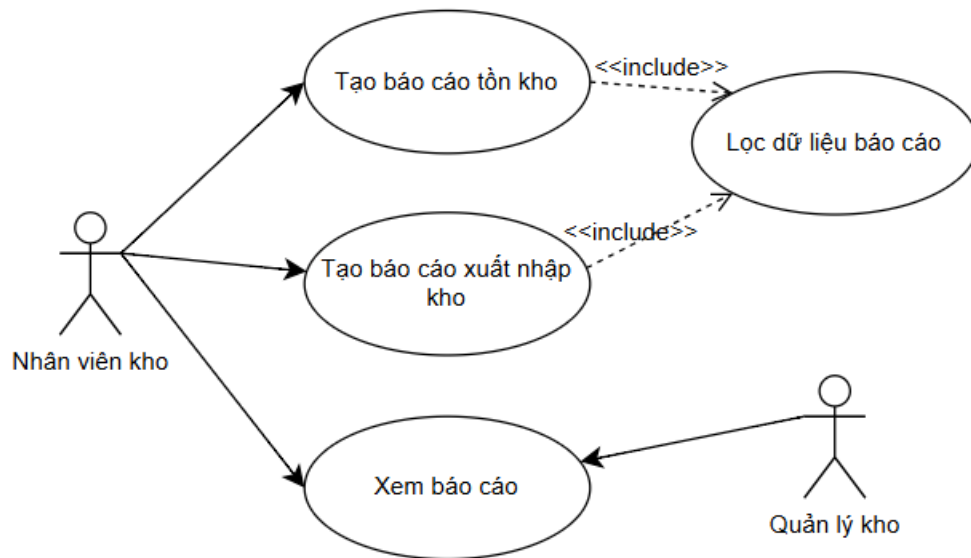 Tạo báo cáo tồn kho
<<include>>
Lọc dữ liệu báo cáo
<<include>>
Tạo báo cáo xuất nhập
kho
Nhân viên kho
Xem báo cáo
Quản lý kho